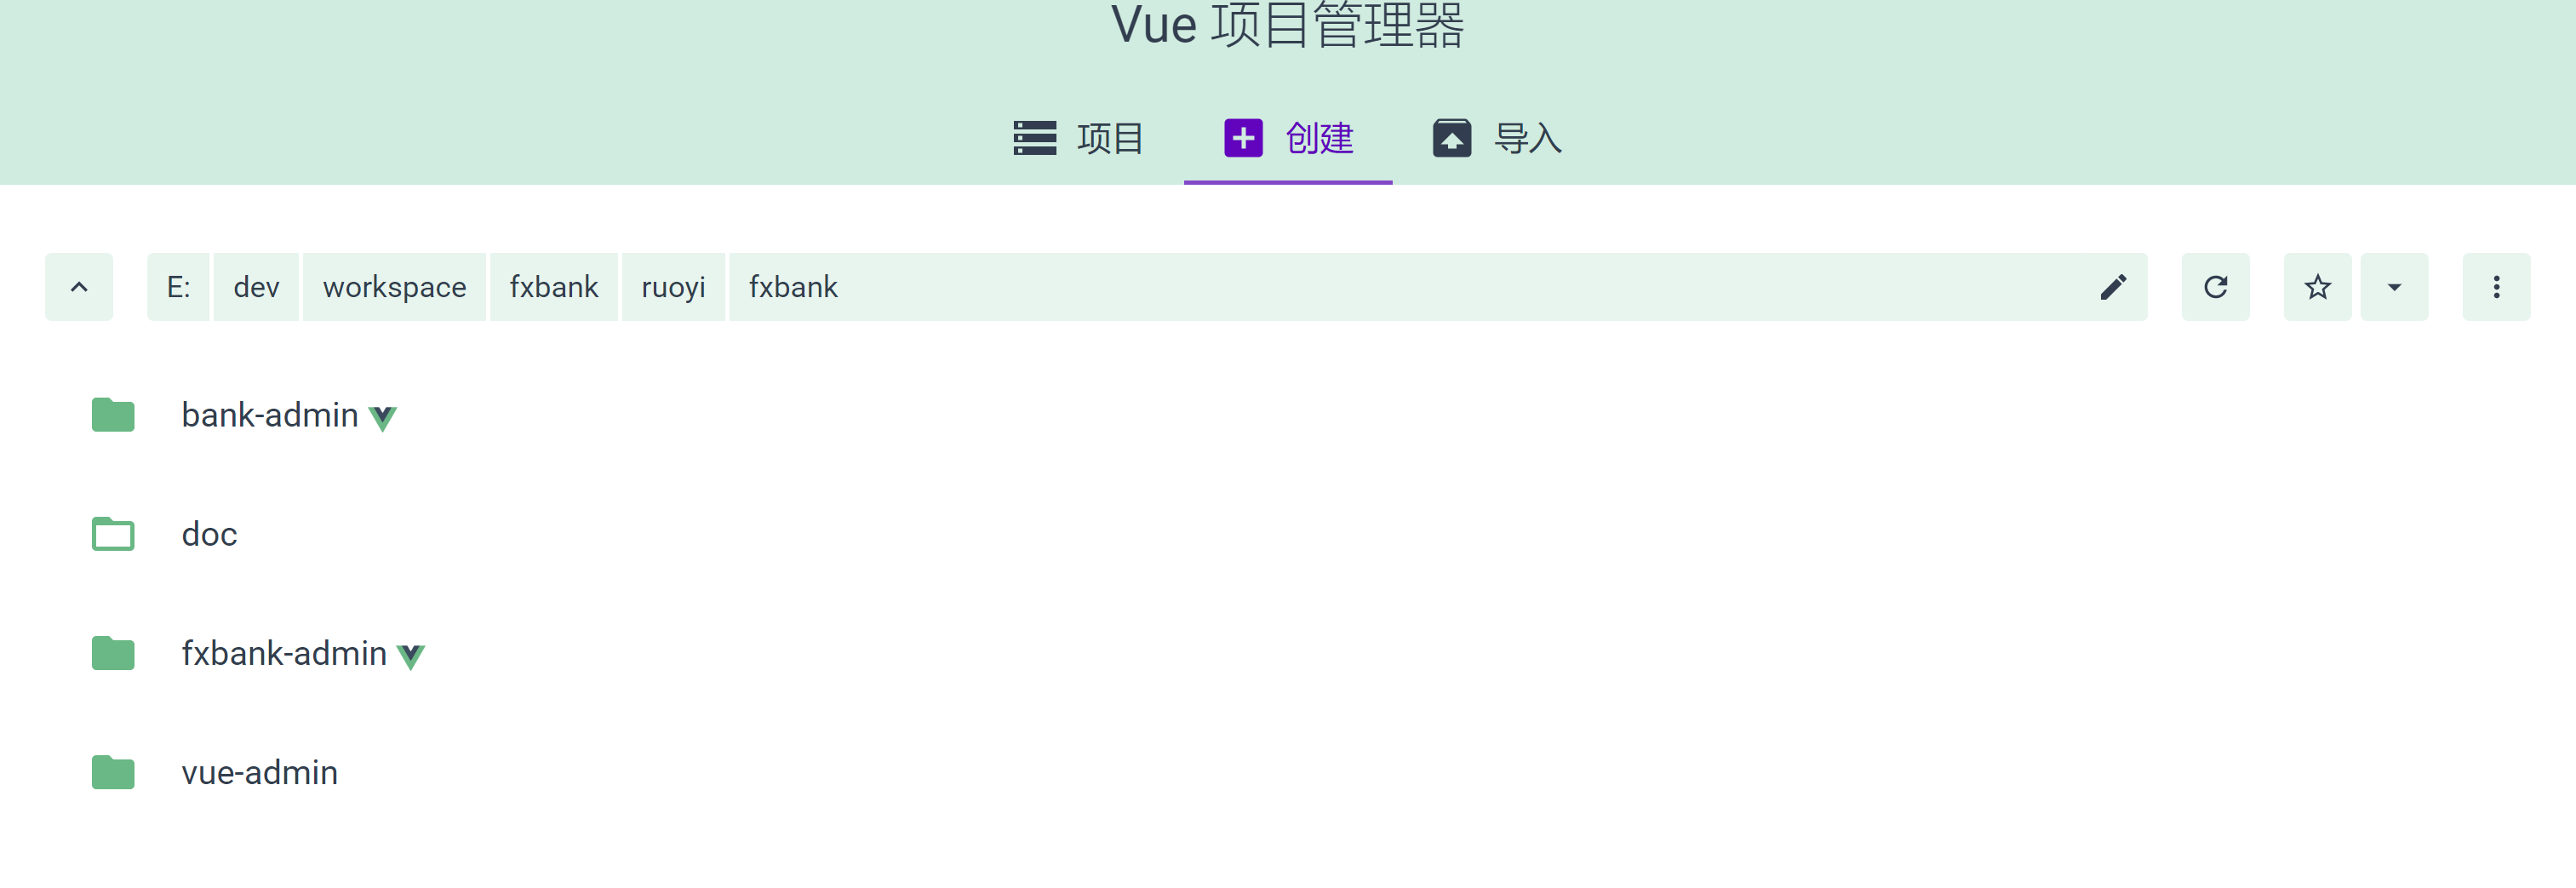 Vue 项目管理器
项目 创建 导入
E: dev workspace fxbank ruoyi fxbank
bank-admin
doc
fxbank-admin
vue-admin